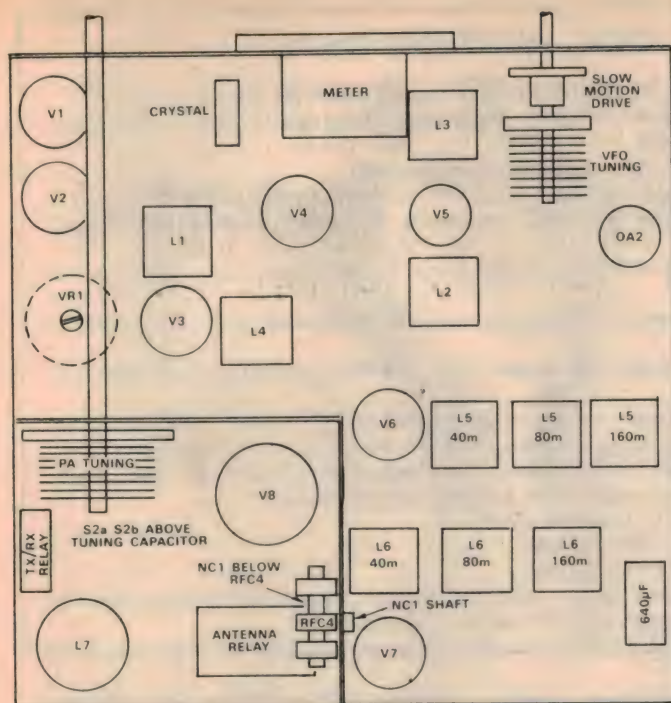 V1
CRYSTAL
METER
L3
SLOW
MOTION
DRIVE
VFO
TUNING
V2
V4
V5
OA2
L1
L2
VR1
V3
L4
V6
L5
40m
L5
80m
L5
160m
PA TUNING
V8
S2a S2b ABOVE
TUNING CAPACITOR
TX/RX
RELAY
NC1 BELOW
RFC4
L6
40m
L6
80m
L6
160m
640µF
NC1 SHAFT
L7
ANTENNA
RELAY
RFC4
V7